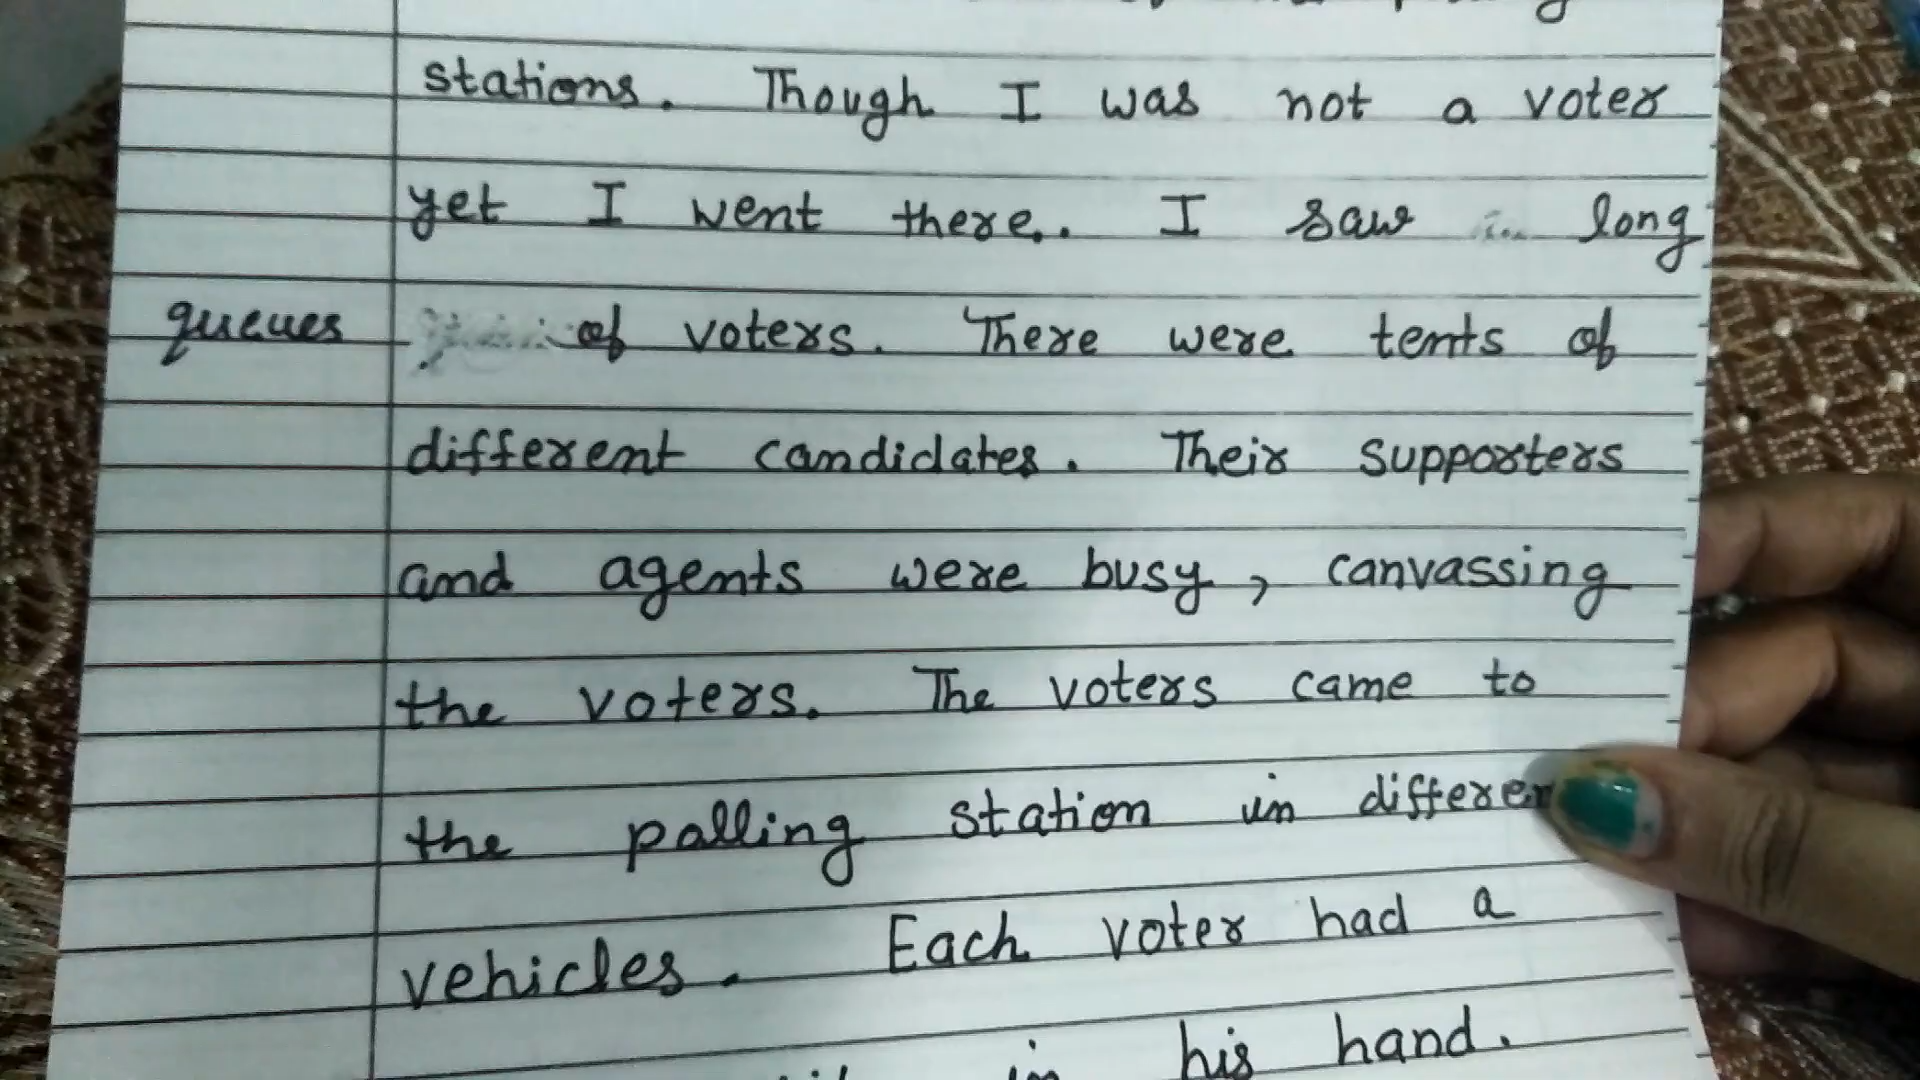 stations. Though I was not a voter
yet I went there. I saw long
queues of voters. There were tents of
different candidates. Their supporters
and agents were busy, canvassing
the voters. The voters came to
the palling station in differen
vehicles. Each voter had a
in his hand.